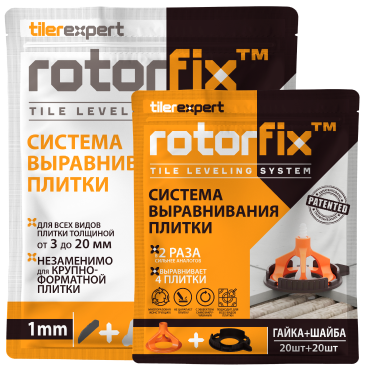 tilerexpert
rotorfix™
TILE LEVELING
СИСТЕМА
ВЫРАВНИВ
ПЛИТКИ
ДЛЯ ВСЕХ ВИДОВ
ПЛИТКИ ТОЛЩИНОЙ
от 3 до 20 мм
НЕЗАМЕНИМО
для КРУПНО-
ФОРМАТНОЙ
ПЛИТКИ
1mm
tilerexpert
rotorfix™
TILE LEVELING SYSTEM
СИСТЕМА
ВЫРАВНИВАНИЯ
ПЛИТКИ
PATENTED
2 РАЗА
СИЛЬНЕЕ АНАЛОГОВ
ВЫРАВНИВАЕТ
4 ПЛИТКИ
ГАЙКА+ШАЙБА
20шт+20шт